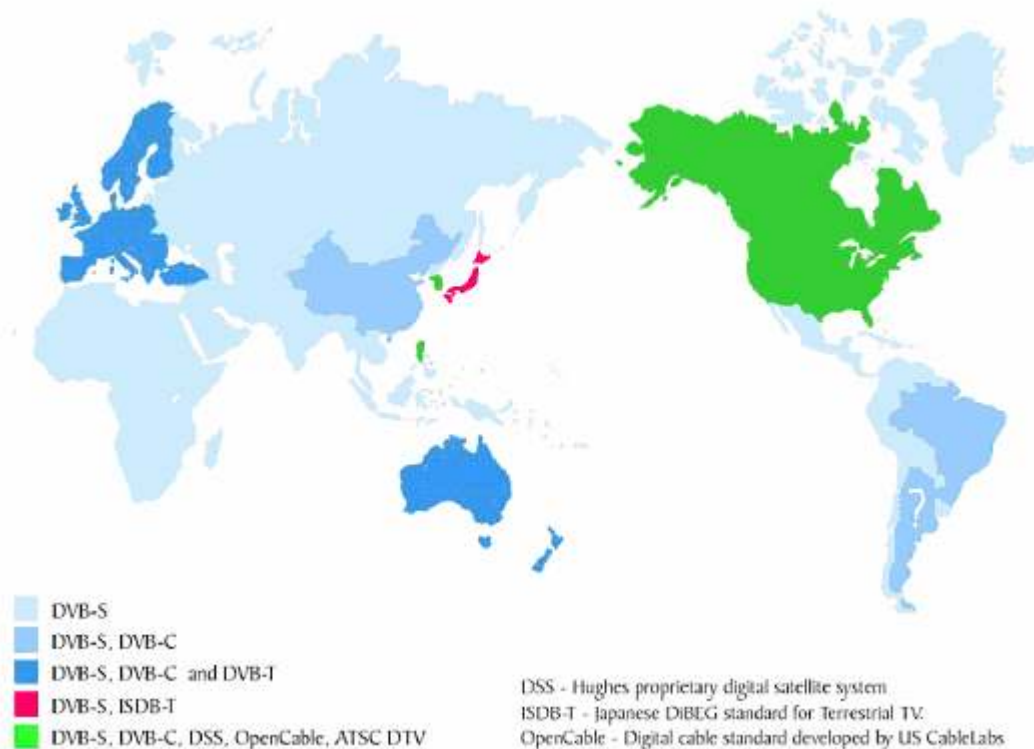 ?
DVB-S
DVB-S, DVB-C
DVB-S, DVB-C and DVB-T
DVB-S, ISDB-T
DVB-S, DVB-C, DSS, OpenCable, ATSC DTV
DSS - Hughes proprietary digital satellite system
ISDB-T - Japanese DiBEG standard for Terrestrial TV.
OpenCable - Digital cable standard developed by US CableLabs